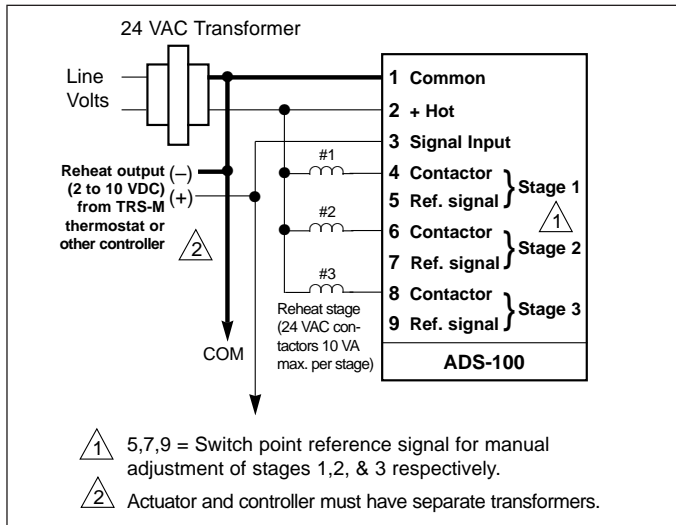 24 VAC Transformer
Line
Volts
1 Common
2 + Hot
3 Signal Input
#1
4 Contactor
5 Ref. signal
Stage 1
1
#2
6 Contactor
7 Ref. signal
Stage 2
#3
8 Contactor
9 Ref. signal
Stage 3
ADS-100
Reheat output (–)
(2 to 10 VDC) (+)
from TRS-M
thermostat or
other controller
2
COM
Reheat stage
(24 VAC con-
tactors 10 VA
max. per stage)
1 5,7,9 = Switch point reference signal for manual
adjustment of stages 1,2, & 3 respectively.
2 Actuator and controller must have separate transformers.